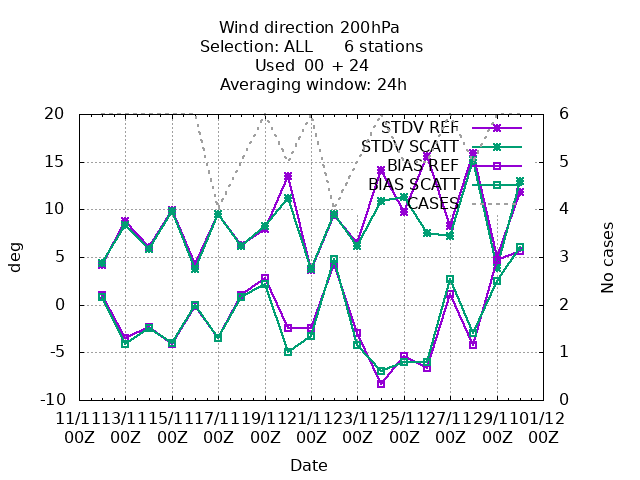 Wind direction 200hPa
Selection: ALL      6 stations
Used  00 + 24
Averaging window: 24h
20 6
STDV REF
STDV SCATT
15 5
BIAS REF
BIAS SCATT
CASES
10 4
5 3
0 2
-5 1
-10 0
deg
No cases
11/11 13/11 15/11 17/11 19/11 21/11 23/11 25/11 27/11 29/11 01/12
00Z 00Z 00Z 00Z 00Z 00Z 00Z 00Z 00Z 00Z 00Z
Date